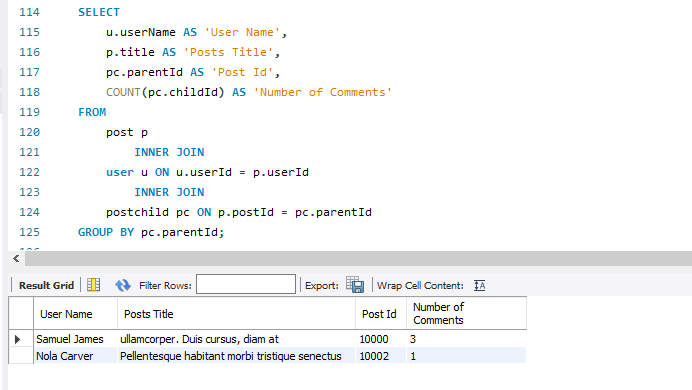 114 SELECT
115 u.userName AS 'User Name',
116 p.title AS 'Posts Title',
117 pc.parentId AS 'Post Id',
118 COUNT(pc.childId) AS 'Number of Comments'
119 FROM
120 post p
121 INNER JOIN
122 user u ON u.userId = p.userId
123 INNER JOIN
124 postchild pc ON p.postId = pc.parentId
125 GROUP BY pc.parentId;
Result Grid Filter Rows: Export: Wrap Cell Content: IA
User Name Posts Title Post Id Number of
Comments
Samuel James ullamcorper. Duis cursus, diam at 10000 3
Nola Carver Pellentesque habitant morbi tristique senectus 10002 1